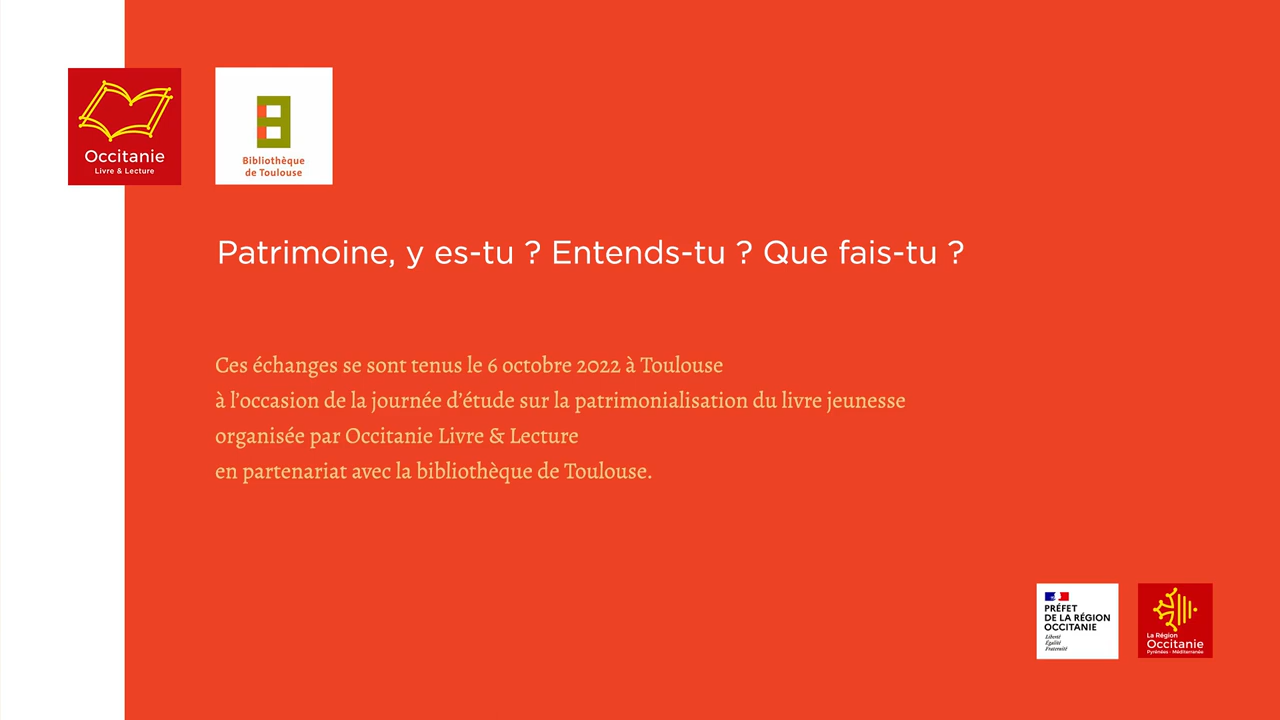 Occitanie
Livre & Lecture
Bibliothèque
de Toulouse
Patrimoine, y es-tu ? Entends-tu ? Que fais-tu ?
Ces échanges se sont tenus le 6 octobre 2022 à Toulouse
à l’occasion de la journée d’étude sur la patrimonialisation du livre jeunesse
organisée par Occitanie Livre & Lecture
en partenariat avec la bibliothèque de Toulouse.
PRÉFET
DE LA RÉGION
OCCITANIE
Liberté
Égalité
Fraternité
La Région
Occitanie
Pyrénées - Méditerranée